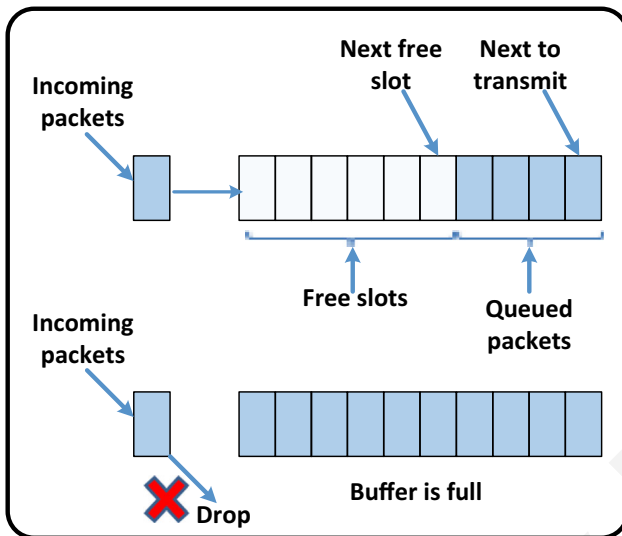 Incoming
packets
Next free
slot
Next to
transmit
Free slots
Queued
packets
Incoming
packets
Drop
Buffer is full